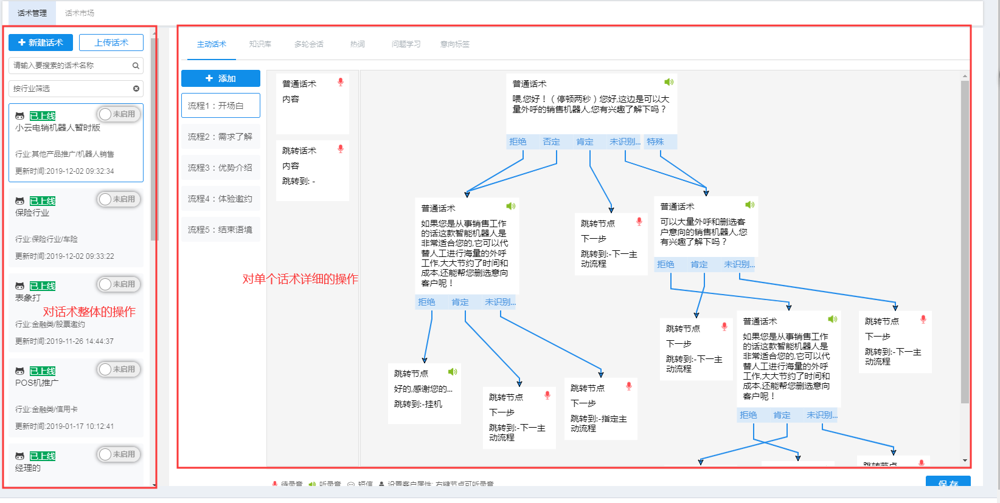 话术管理
话术市场
新建话术
上传话术
请输入要搜索的话术名称
按行业筛选
已上线
未启用
小云电销机器人暂时版
行业:其他产品推广/机器人销售
更新时间:2019-12-02 09:32:34
已上线
未启用
保险行业
行业:保险行业/车险
更新时间:2019-12-02 09:33:22
已上线
未启用
表象打
对话术整体的操作
行业:金融类/股票邀约
更新时间:2019-11-26 14:44:37
已上线
未启用
POS机推广
行业:金融类/信用卡
更新时间:2019-01-17 10:12:41
已上线
未启用
经理的
主动话术
知识库
多轮会话
热词
问题学习
意向标签
添加
流程1：开场白
流程2：需求了解
流程3：优势介绍
流程4：体验邀约
流程5：结束语境
对单个话术详细的操作
普通话术
内容
跳转话术
内容
跳转到: -
普通话术
喂,您好！（停顿两秒）您好,这边是可以大
量外呼的销售机器人,您有兴趣了解下吗？
拒绝
否定
肯定
未识别...
特殊
普通话术
如果您是从事销售工作
的话这款智能机器人是
非常适合您的,它可以代
替人工进行海量的外呼
工作,大大节约了时间和
成本,还能帮您删选意向
客户呢！
拒绝
肯定
未识别...
跳转节点
下一步
跳转到:-下一主
动流程
普通话术
可以大量外呼和删选客
户意向的销售机器人,您
有兴趣了解下吗？
拒绝
肯定
未识别...
跳转节点
下一步
跳转到:-下一主
动流程
普通话术
如果您是从事销售工作
的话这款智能机器人是
非常适合您的,它可以代
替人工进行海量的外呼
工作,大大节约了时间和
成本,还能帮您删选意向
客户呢！
拒绝
肯定
未识别...
跳转节点
下一步
跳转到:-下一主
动流程
跳转节点
好的,感谢您的...
跳转到:-挂机
跳转节点
下一步
跳转到:-下一主
动流程
跳转节点
下一步
跳转到:-指定主
动流程
跳转节点
待录音
听录音
短信
设置客户属性: 右键节点可听录音
保存